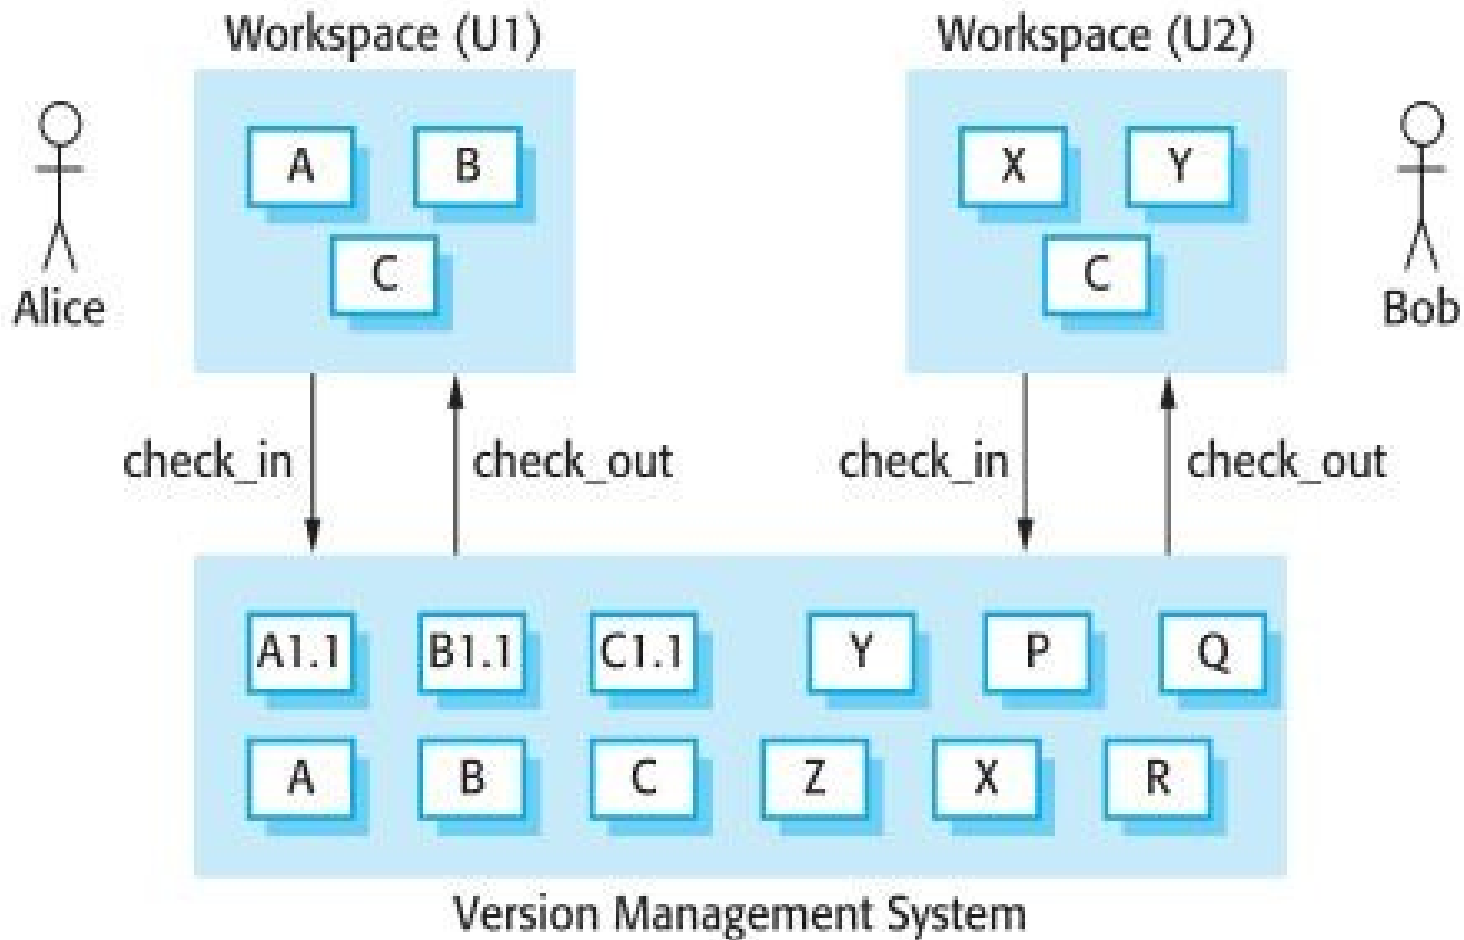 Workspace (U1)
Workspace (U2)
A
B
X
Y
C
C
Alice
Bob
check_in
check_out
check_in
check_out
A1.1
B1.1
C1.1
Y
P
Q
A
B
C
Z
X
R
Version Management System